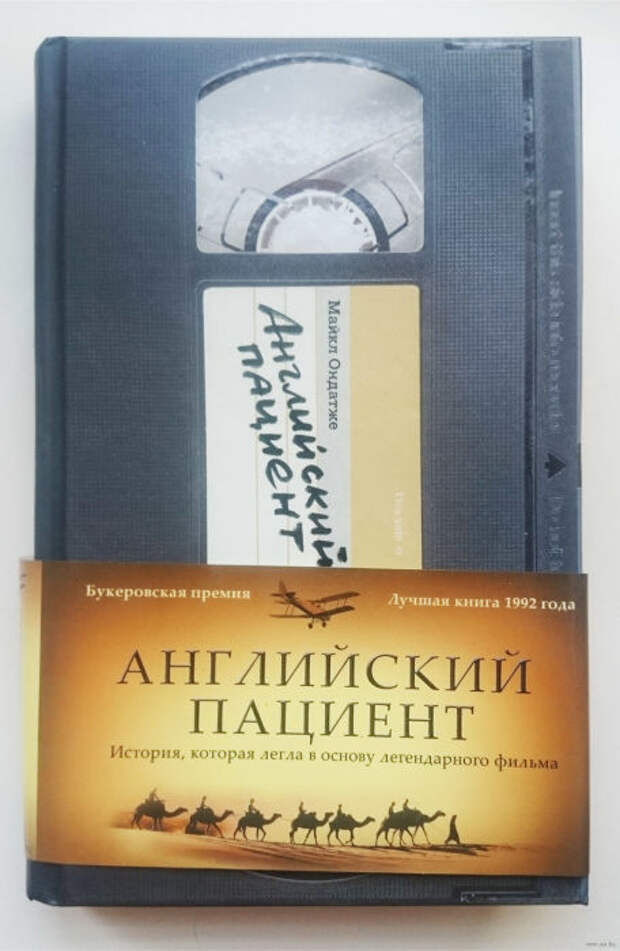 Майкл Ондатже
Английский
пациент
Букеровская премия
Лучшая книга 1992 года
АНГЛИЙСКИЙ
ПАЦИЕНТ
История, которая легла в основу легендарного фильма